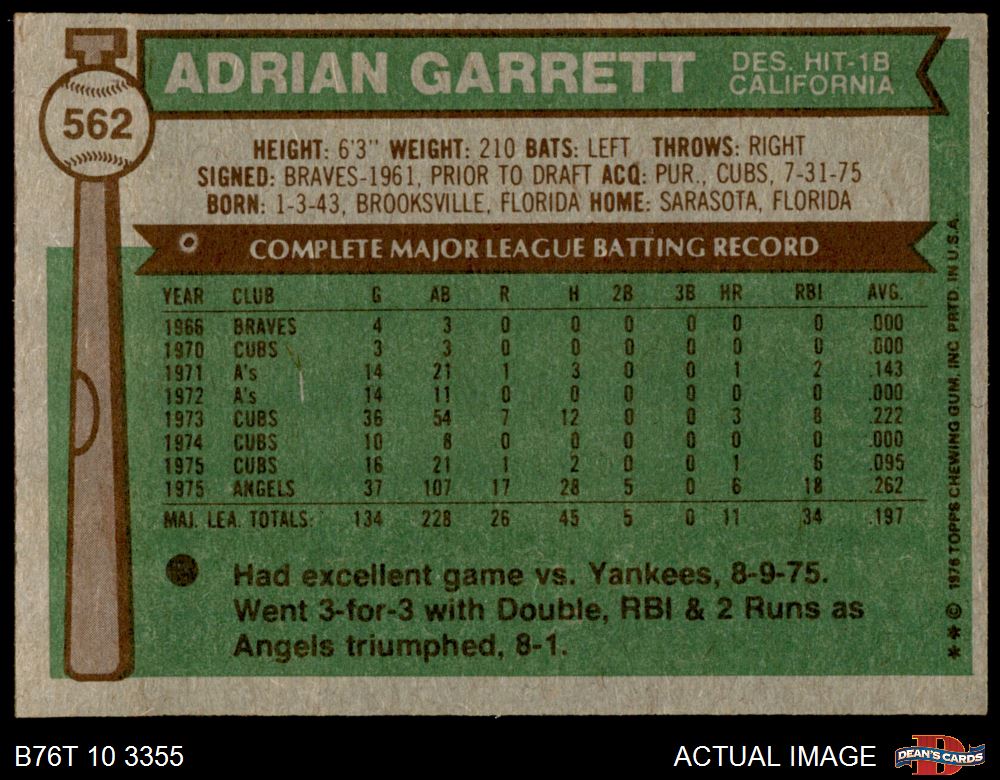 T
562
ADRIAN GARRETT
DES. HIT-1B
CALIFORNIA
HEIGHT: 6'3" WEIGHT: 210 BATS: LEFT THROWS: RIGHT
SIGNED: BRAVES-1961, PRIOR TO DRAFT ACQ: PUR., CUBS, 7-31-75
BORN: 1-3-43, BROOKSVILLE, FLORIDA HOME: SARASOTA, FLORIDA
COMPLETE MAJOR LEAGUE BATTING RECORD
YEAR CLUB G AB R H 2B 3B HR RBI AVG.
1966 BRAVES 4 3 0 0 0 0 0 0 .000
1970 CUBS 3 3 0 0 0 0 0 0 .000
1971 A's 14 21 1 3 0 0 1 2 .143
1972 A's 14 11 0 0 0 0 0 0 .000
1973 CUBS 36 54 7 12 0 0 3 8 .222
1974 CUBS 10 8 0 0 0 0 0 0 .000
1975 CUBS 16 21 1 2 0 0 1 6 .095
1975 ANGELS 37 107 17 28 5 0 6 18 .262
MAJ. LEA. TOTALS: 134 228 26 45 5 0 11 34 .197
Had excellent game vs. Yankees, 8-9-75.
Went 3-for-3 with Double, RBI & 2 Runs as
Angels triumphed, 8-1.
** © 1976 TOPPS CHEWING GUM, INC. PRTD. IN U.S.A.
B76T 10 3355
ACTUAL IMAGE
D
DEAN'S CARDS